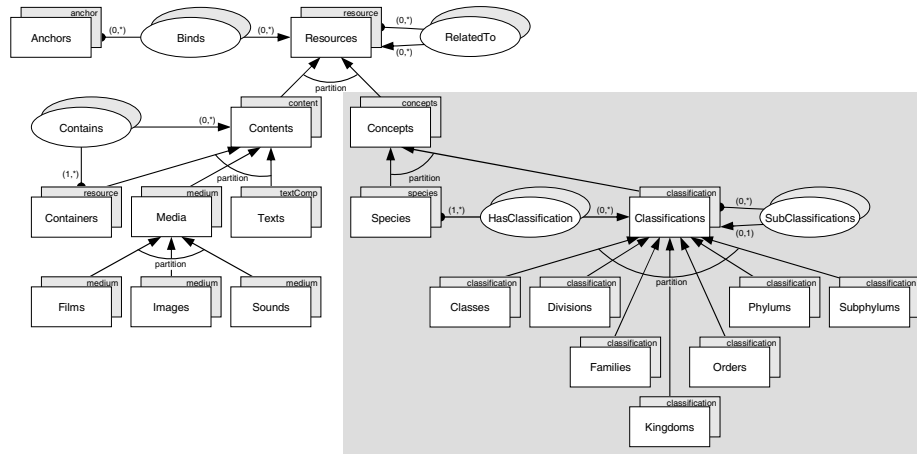 anchor
resource
Anchors
(0,*)
Binds
(0,*)
Resources
(0,*)
(0,*)
RelatedTo
partition
content
concepts
Contains
(0,*)
Contents
Concepts
(1,*)
partition
partition
resource
medium
textComp
species
classification
Containers
Media
Texts
Species
(1,*)
HasClassification
(0,*)
Classifications
(0,*)
(0,1)
SubClassifications
partition
partition
medium
medium
medium
classification
classification
classification
classification
Films
Images
Sounds
Classes
Divisions
Phylums
Subphylums
classification
classification
Families
Orders
classification
Kingdoms